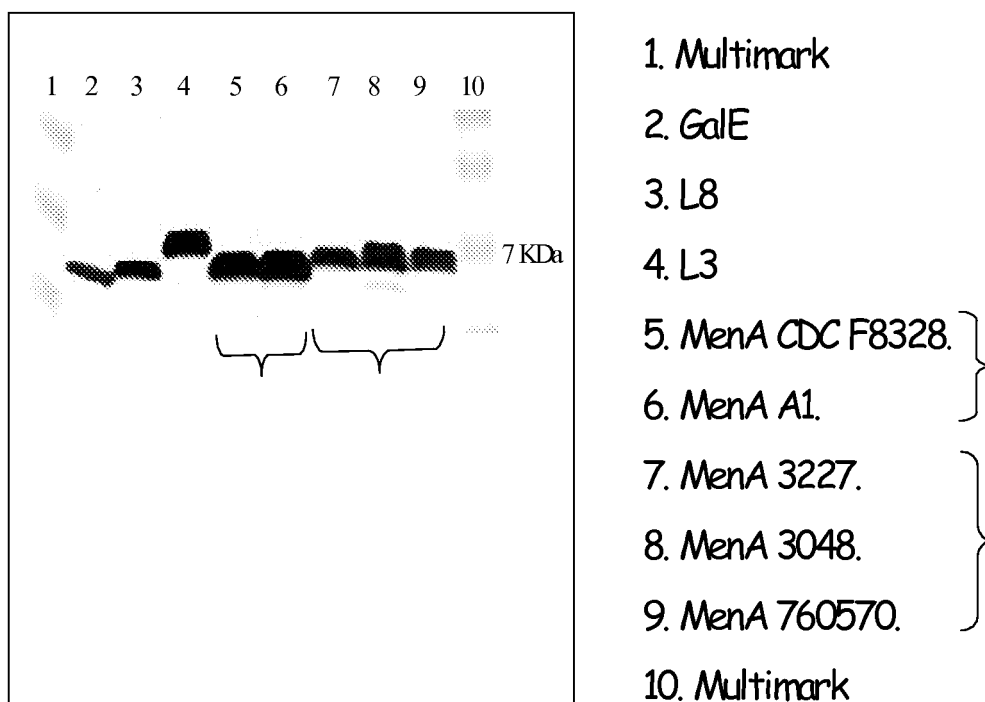 1 2 3 4 5 6 7 8 9 10
7 KDa
1. Multimark
2. GalE
3. L8
4. L3
5. MenA CDC F8328.
6. MenA A1.
7. MenA 3227.
8. MenA 3048.
9. MenA 760570.
10. Multimark